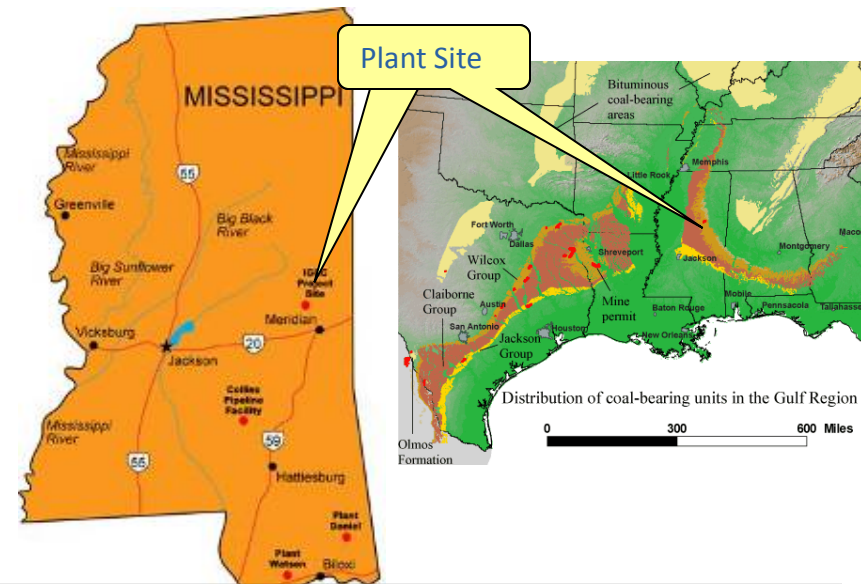 Plant Site
MISSISSIPPI
Mississippi
River
55
Greenville
Big Black
River
Big Sunflower
River
IGCC
Project
Site
Meridian
Vicksburg
20
Jackson
Collins
Pipeline
Facility
Mississippi
River
59
55
Hattiesburg
Plant
Daniel
Plant
Watson
Biloxi
Bituminous
coal-bearing
areas
Memphis
Little Rock
Fort Worth
Dallas
Shreveport
Jackson
Montgomery
Maco
Wilcox
Group
Claiborne
Group
Mine
permit
Austin
Mobile
Baton Rouge
Pennsacola
Tallahasse
San Antonio
Houston
New Orleans
Jackson
Group
Distribution of coal-bearing units in the Gulf Region
0 300 600 Miles
Olmos
Formation